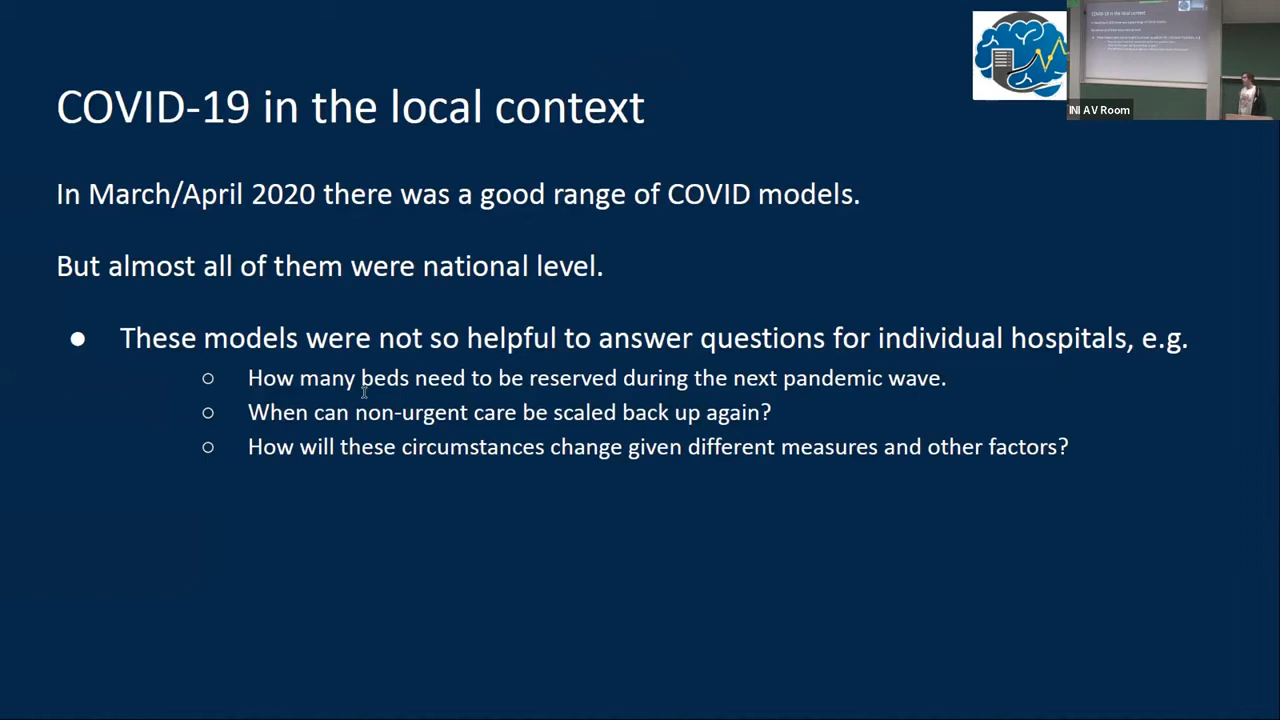 COVID-19 in the local context
In March/April 2020 there was a good range of COVID models.
But almost all of them were national level.
● These models were not so helpful to answer questions for individual hospitals, e.g.
○ How many beds need to be reserved during the next pandemic wave.
○ When can non-urgent care be scaled back up again?
○ How will these circumstances change given different measures and other factors?
INI AV Room